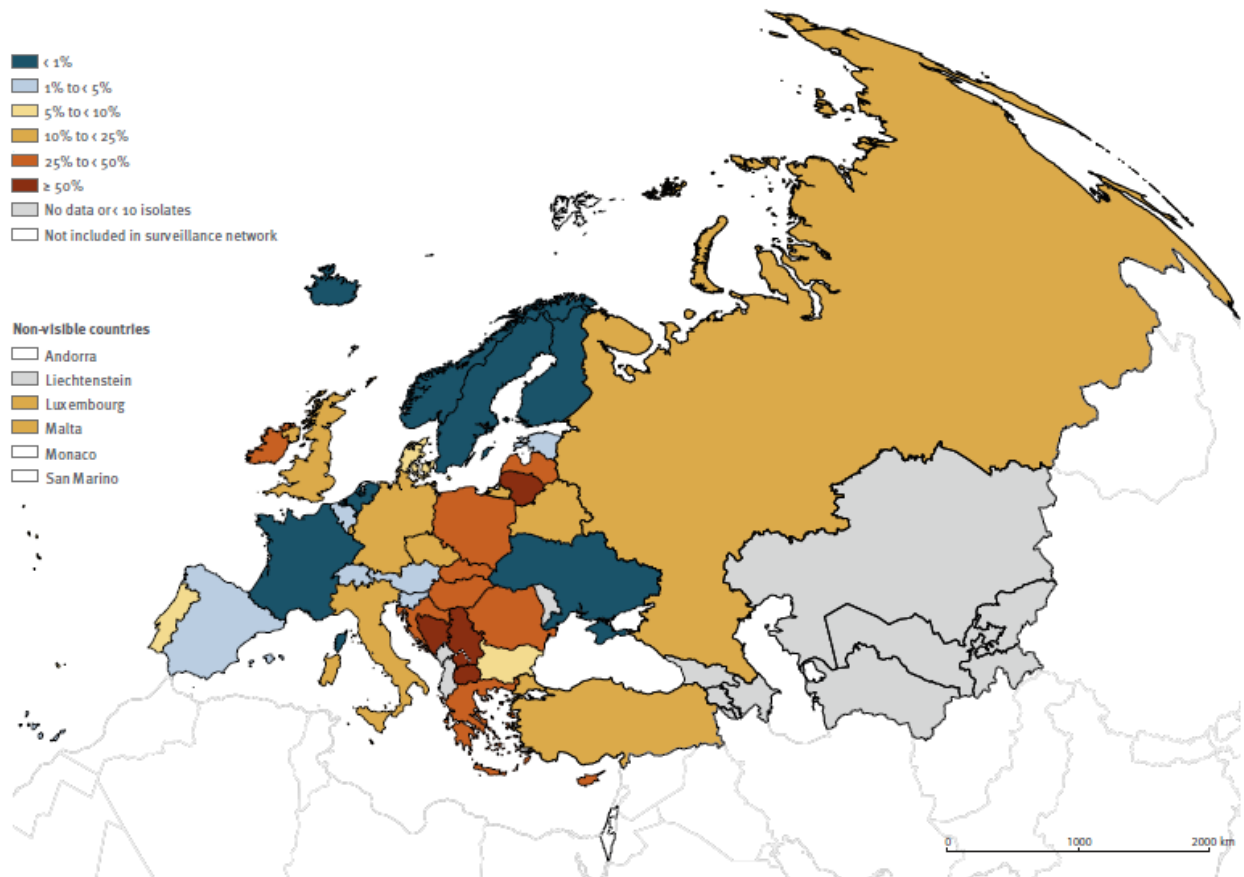 < 1%
1% to < 5%
5% to < 10%
10% to < 25%
25% to < 50%
≥ 50%
No data or < 10 isolates
Not included in surveillance network
Non-visible countries
Andorra
Liechtenstein
Luxembourg
Malta
Monaco
San Marino
0 1000 2000 km